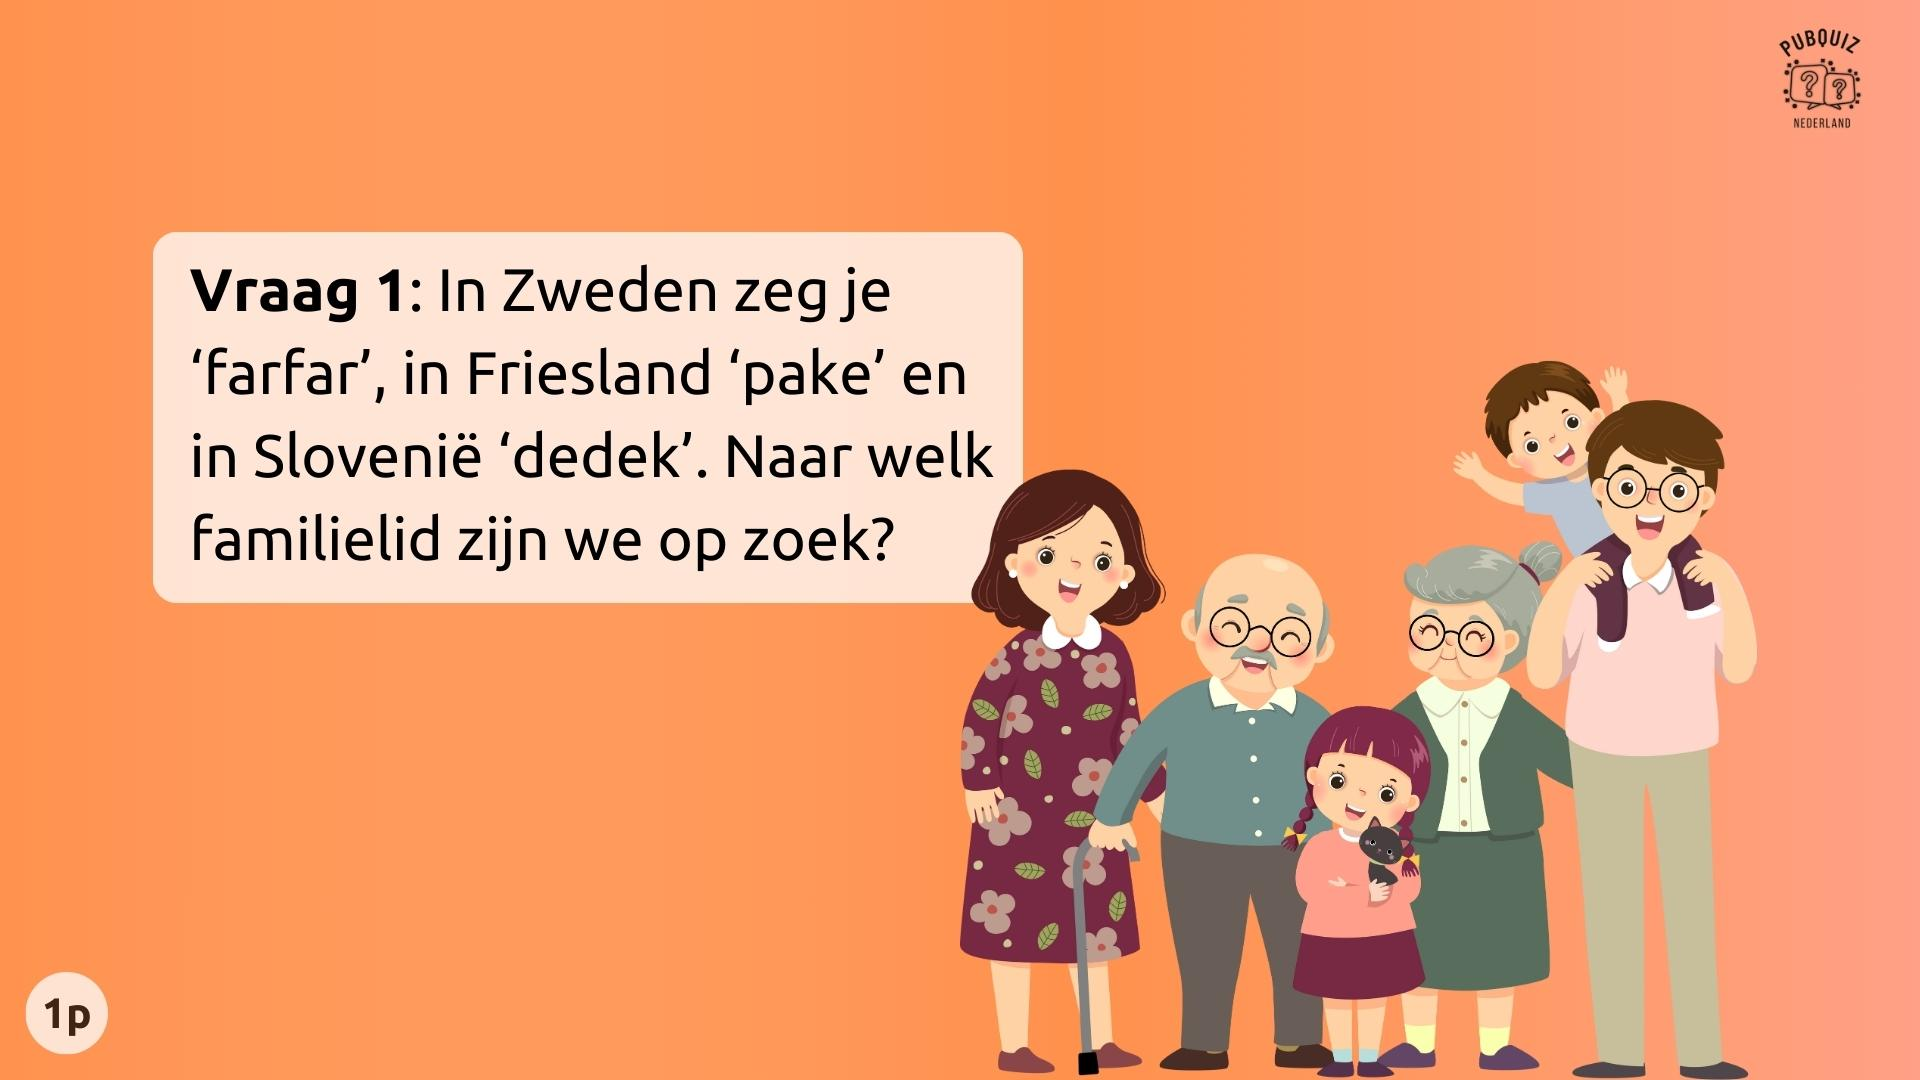 PUBQUIZ
? ?
NEDERLAND
Vraag 1: In Zweden zeg je
‘farfar’, in Friesland ‘pake’ en
in Slovenië ‘dedek’. Naar welk
familielid zijn we op zoek?
1p